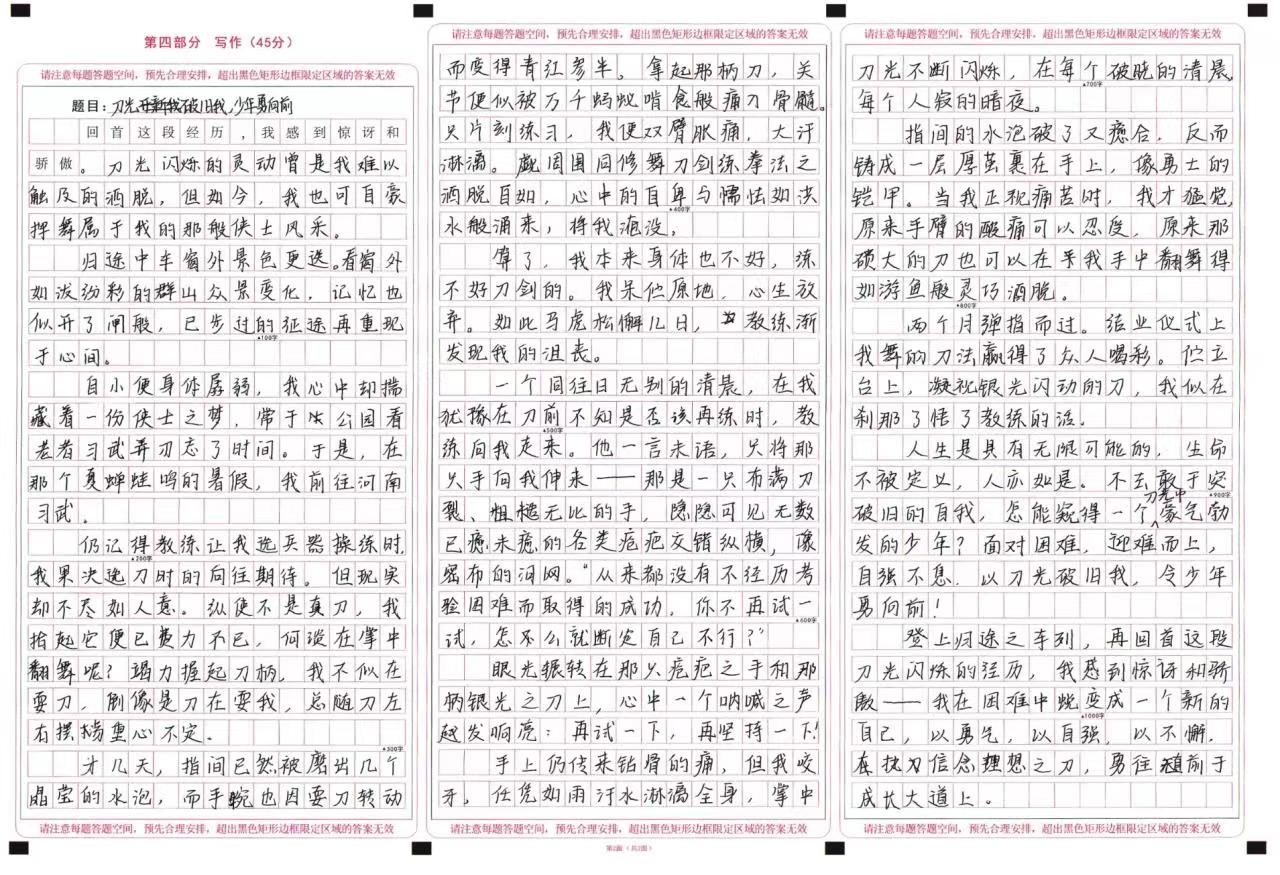 第四部分 写作（45分）
请注意每题答题空间，预先合理安排，超出黑色矩形边框限定区域的答案无效
题目：刀光破旧我，少年勇向前
回首这段经历，我感到惊讶和
骄傲。刀光闪烁的灵动曾是我难以
触及的洒脱，但如今，我也可自豪
挥舞属于我的那般侠士风采。
归途中车窗外景色更迭。看窗外
如泼纷彩的群山众景变化，记忆也
似开了闸般，已步过的征途再重现
▲100字
于心间。
自小便身体孱弱，我心中却揣
藏着一份侠士之梦，常于公园看
老者习武弄刃忘了时间。于是，在
那个夏蝉蛙鸣的暑假，我前往河南
习武。
仍记得教练让我选兵器操练时，
▲200字
我果决选刀时的向往期待。但现实
却不尽如人意。纵使不是真刀，我
抬起它便已费力不已，何谈在掌中
翻舞呢？竭力握起刀柄，我不似在
耍刀，倒像是刀在耍我，总随刀左
右摆，重心不定。
▲300字
才几天，指间已然被磨出几个
晶莹的水泡，而手腕也因耍刀转动
请注意每题答题空间，预先合理安排，超出黑色矩形边框限定区域的答案无效
请注意每题答题空间，预先合理安排，超出黑色矩形边框限定区域的答案无效
而变得青红参半。拿起那柄刀，关
节便似被万千蚂蚁啃食般痛刀骨髓。
只片刻练习，我便双臂胀痛，大汗
淋漓。觑周围同修舞刀剑练拳法之
洒脱自如，心中的自卑与懦怯如洪
▲400字
水般涌来，将我淹没。
算了，我本来身体也不好，练
不好刀剑的。我呆伫原地，心生放
弃。如此马虎松懈几日，教练渐
发现我的沮丧。
一个同往日无别的清晨，在我
犹豫在刀前不知是否该再练时，教
▲500字
练向我走来。他一言未语，只将那
只手向我伸来——那是一只布满刀
裂、粗糙无比的手，隐隐可见无数
已愈未愈的各类疤疤交错纵横，像
密布的河网。“从来都没有不经历考
验困难而取得的成功，你不再试一
▲600字
试，怎么就断定自己不行？”
眼光辗转在那只疤疤之手和那
柄银光之刀上，心中一个呐喊之声
越发响亮：再试一下，再坚持一下！
手上仍传来钻骨的痛，但我咬
牙，任凭如雨汗水淋漓全身，掌中
请注意每题答题空间，预先合理安排，超出黑色矩形边框限定区域的答案无效
第2面（共2面）
请注意每题答题空间，预先合理安排，超出黑色矩形边框限定区域的答案无效
刀光不断闪烁，在每个破晓的清晨，
▲700字
每个人寂的暗夜。
指间的水泡破了又愈合，反而
铸成一层厚茧裹在手上，像勇士的
铠甲。当我正视痛苦时，我才猛觉，
原来手臂的酸痛可以忍受，原来那
硕大的刀也可以在我手中翻舞得
如游鱼般灵巧洒脱。
▲800字
两个月弹指而过。结业仪式上
我舞的刀法赢得了众人喝彩。伫立
台上，凝视银光闪动的刀，我似在
刹那了悟了教练的话。
人生是具有无限可能的，生命
不被定义，人亦如是。不去敢于突
▲900字
破旧的自我，怎能窥得一个刀光中豪气勃
发的少年？面对困难，迎难而上，
自强不息，以刀光破旧我，令少年
勇向前！
登上归途之车列，再回首这段
刀光闪烁的经历，我感到惊讶和骄
傲——我在困难中蜕变成一个新的
▲1000字
自己，以勇气，以自强，以不懈，
在执刀信念理想之刀，勇往前于
成长大道上。
请注意每题答题空间，预先合理安排，超出黑色矩形边框限定区域的答案无效